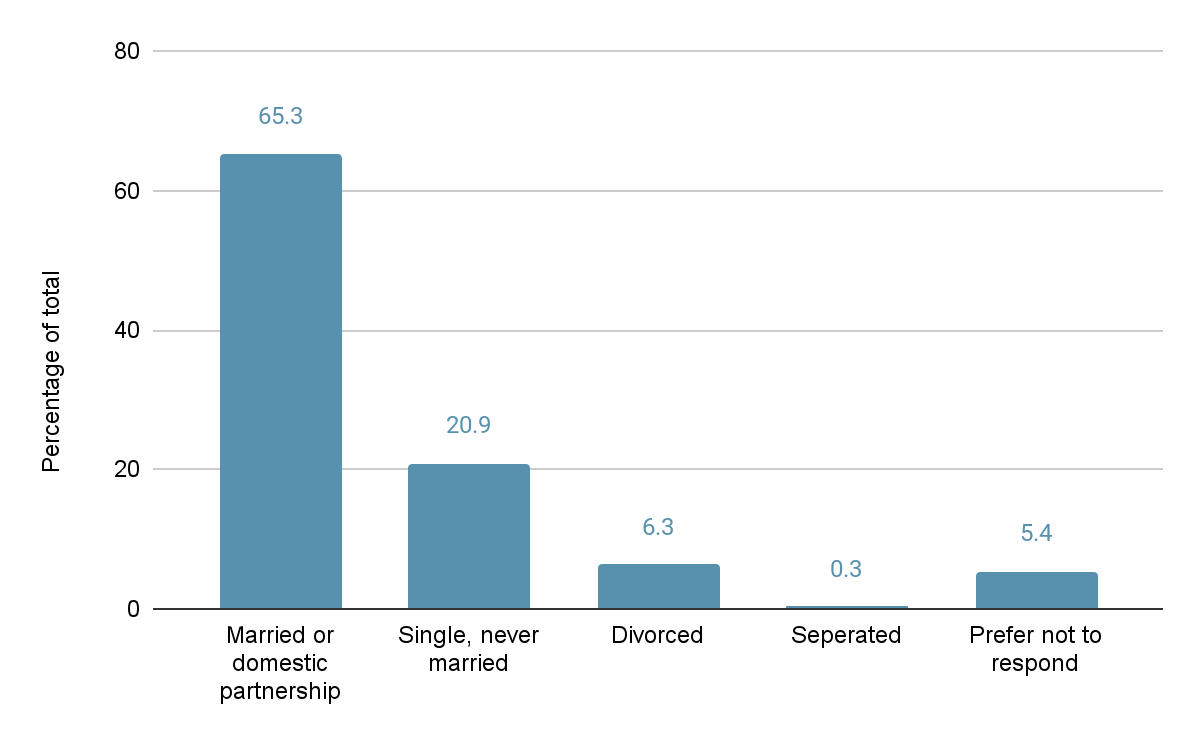 80
65.3
60
Percentage of total
40
20.9
20
6.3
0.3
5.4
0
Married or
domestic
partnership
Single, never
married
Divorced
Seperated
Prefer not to
respond